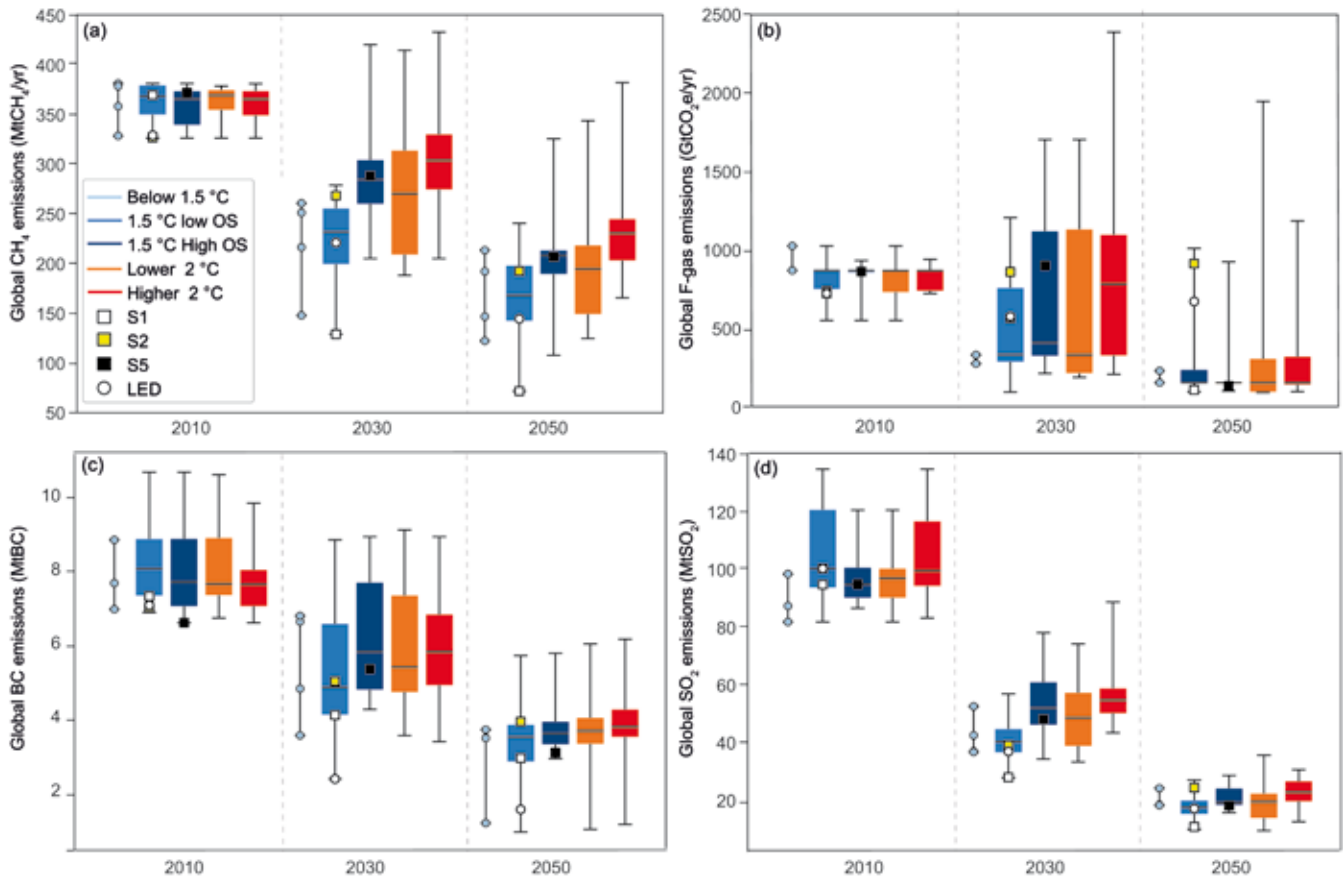 (a)
Global CH₄ emissions (MtCH₄/yr)
450
400
350
300
250
200
150
100
50
Below 1.5 °C
1.5 °C low OS
1.5 °C High OS
Lower 2 °C
Higher 2 °C
S1
S2
S5
LED
2010 2030 2050
(b)
Global F-gas emissions (GtCO₂e/yr)
2500
2000
1500
1000
500
0
2010 2030 2050
(c)
Global BC emissions (MtBC)
10
8
6
4
2
2010 2030 2050
(d)
Global SO₂ emissions (MtSO₂)
140
120
100
80
60
40
20
2010 2030 2050